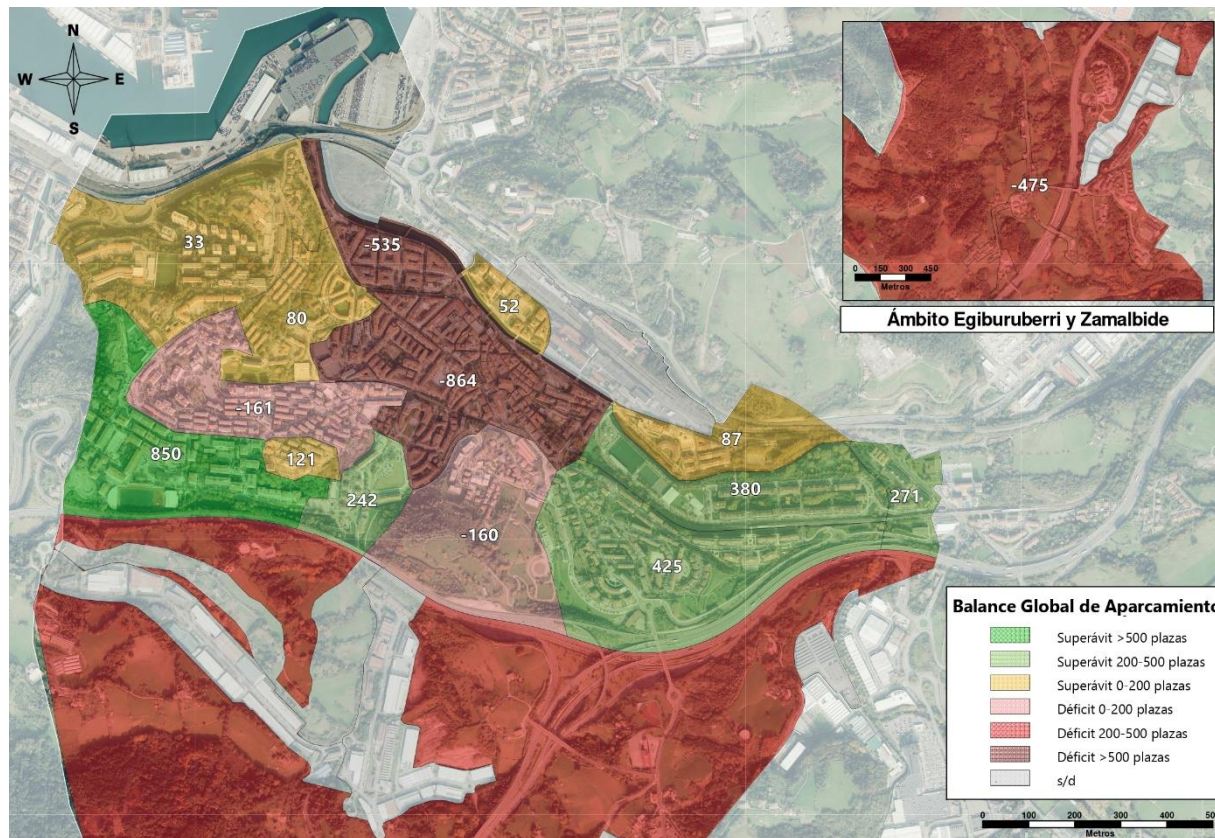 N
W E
S
-475
0 150 300 450
Metros
Ámbito Egiburuberri y Zamalbide
33
-535
52
80
-864
-161
87
850
121
380
242
271
-160
425
Balance Global de Aparcamiento
Superávit >500 plazas
Superávit 200-500 plazas
Superávit 0-200 plazas
Déficit 0-200 plazas
Déficit 200-500 plazas
Déficit >500 plazas
s/d
0 100 200 300 400 500
Metros